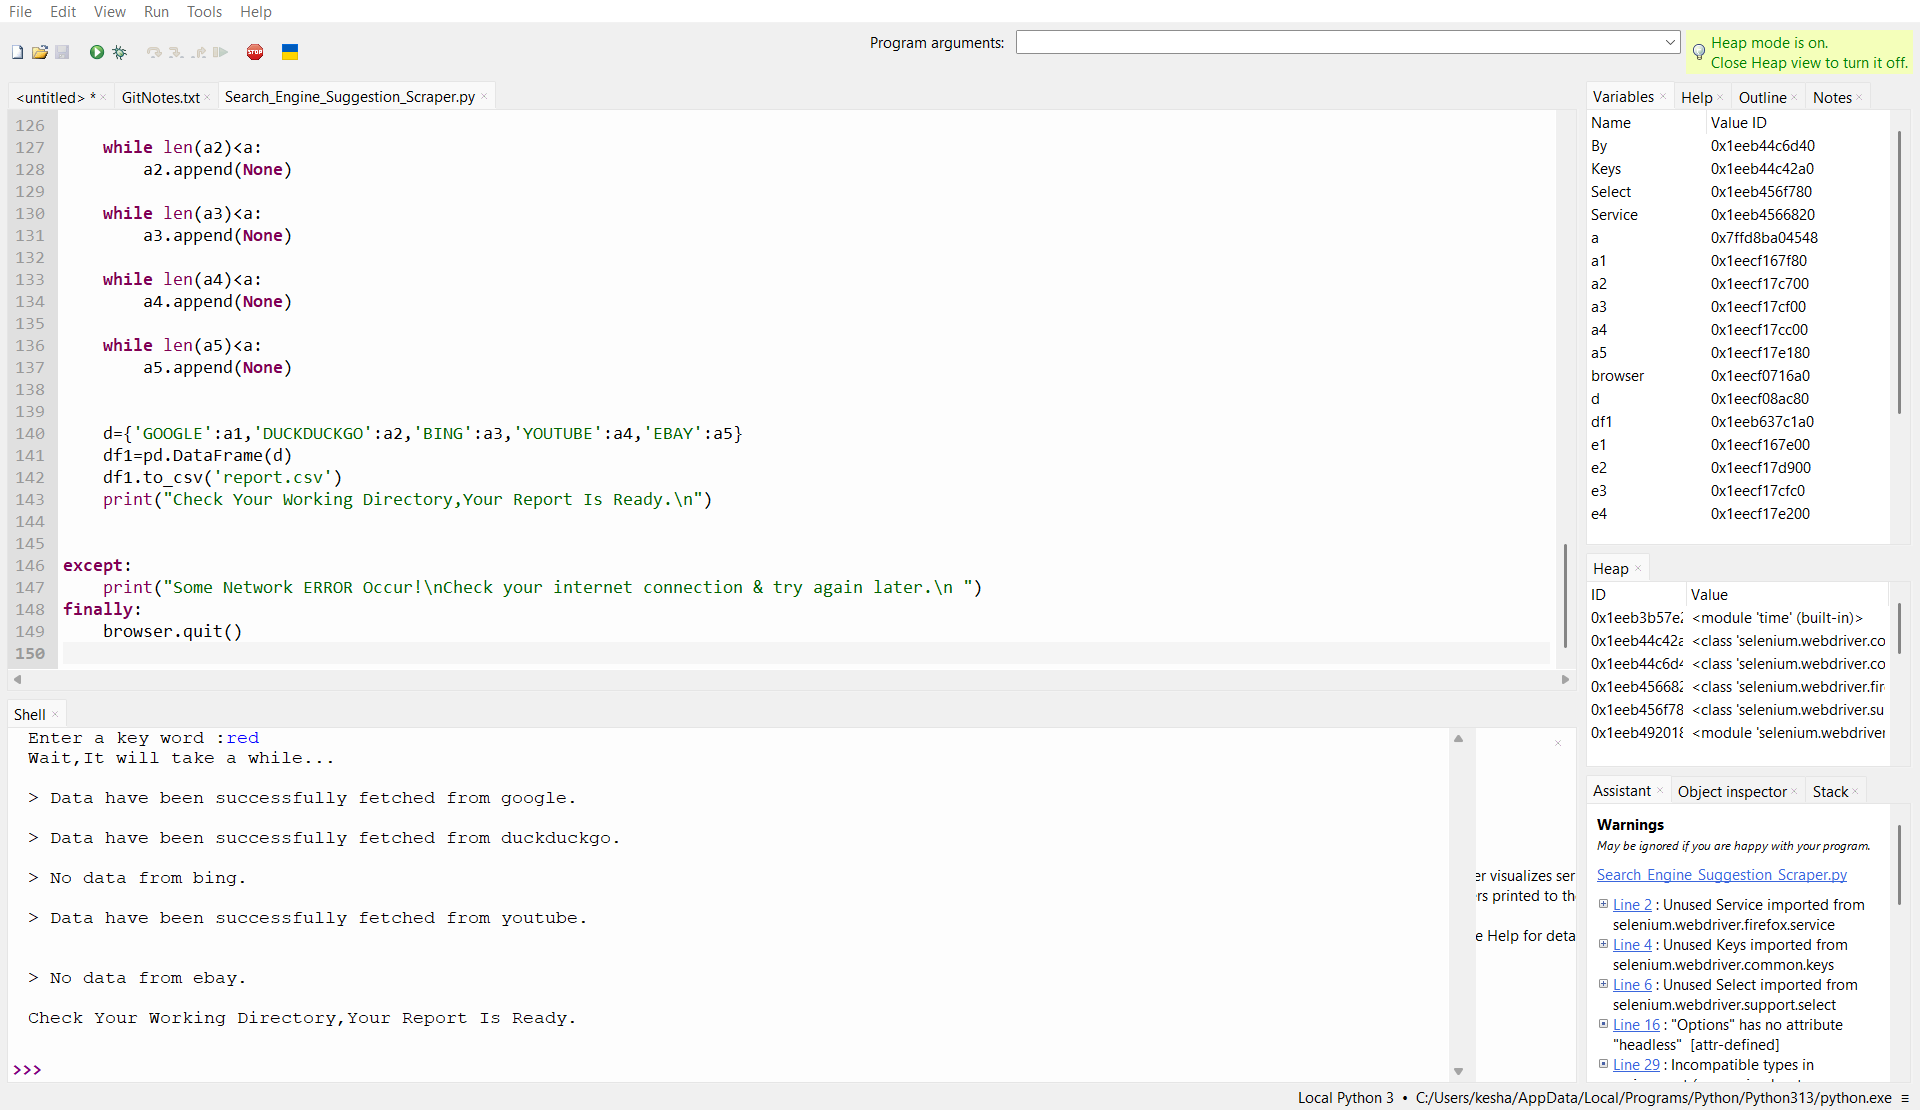 File Edit View Run Tools Help
Program arguments:
Heap mode is on.
Close Heap view to turn it off.
STOP
<untitled> * GitNotes.txt Search_Engine_Suggestion_Scraper.py
126
127 while len(a2)<a:
128 a2.append(None)
129
130 while len(a3)<a:
131 a3.append(None)
132
133 while len(a4)<a:
134 a4.append(None)
135
136 while len(a5)<a:
137 a5.append(None)
138
139
140 d={'GOOGLE':a1,'DUCKDUCKGO':a2,'BING':a3,'YOUTUBE':a4,'EBAY':a5}
141 df1=pd.DataFrame(d)
142 df1.to_csv('report.csv')
143 print("Check Your Working Directory,Your Report Is Ready.\n")
144
145
146 except:
147 print("Some Network ERROR Occur!\nCheck your internet connection & try again later.\n ")
148 finally:
149 browser.quit()
150
Shell
Enter a key word :red
Wait,It will take a while...
> Data have been successfully fetched from google.
> Data have been successfully fetched from duckduckgo.
> No data from bing.
> Data have been successfully fetched from youtube.
> No data from ebay.
Check Your Working Directory,Your Report Is Ready.
>>>
er visualizes ser
rs printed to th
e Help for deta
Variables Help Outline Notes
Name Value ID
By 0x1eeb44c6d40
Keys 0x1eeb44c42a0
Select 0x1eeb456f780
Service 0x1eeb4566820
a 0x7ffd8ba04548
a1 0x1eecf167f80
a2 0x1eecf17c700
a3 0x1eecf17cf00
a4 0x1eecf17cc00
a5 0x1eecf17e180
browser 0x1eecf0716a0
d 0x1eecf08ac80
df1 0x1eeb637c1a0
e1 0x1eecf167e00
e2 0x1eecf17d900
e3 0x1eecf17cfc0
e4 0x1eecf17e200
Heap
ID Value
0x1eeb3b57e2 <module 'time' (built-in)>
0x1eeb44c42a <class 'selenium.webdriver.co
0x1eeb44c6d4 <class 'selenium.webdriver.co
0x1eeb456682 <class 'selenium.webdriver.fir
0x1eeb456f78 <class 'selenium.webdriver.su
0x1eeb492018 <module 'selenium.webdriver
Assistant Object inspector Stack
Warnings
May be ignored if you are happy with your program.
Search_Engine_Suggestion_Scraper.py
Line 2 : Unused Service imported from
selenium.webdriver.firefox.service
Line 4 : Unused Keys imported from
selenium.webdriver.common.keys
Line 6 : Unused Select imported from
selenium.webdriver.support.select
Line 16 : "Options" has no attribute
"headless" [attr-defined]
Line 29 : Incompatible types in
Local Python 3 • C:/Users/kesha/AppData/Local/Programs/Python/Python313/python.exe ≡